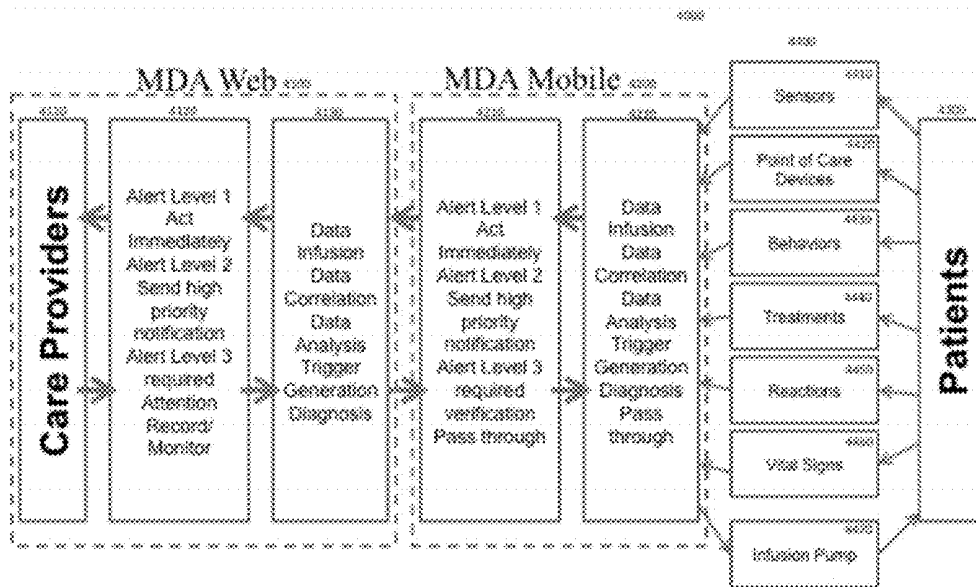 MDA Web
MDA Mobile
Care Providers
Alert Level 1
Act
Immediately
Alert Level 2
Send high
priority
notification
Alert Level 3
required
Attention
Record/
Monitor
Data
Infusion
Data
Correlation
Data
Analysis
Trigger
Generation
Diagnosis
Alert Level 1
Act
Immediately
Alert Level 2
Send high
priority
notification
Alert Level 3
required
verification
Pass through
Data
Infusion
Data
Correlation
Data
Analysis
Trigger
Generation
Diagnosis
Pass
through
Sensors
Point of Care
Devices
Behaviors
Treatments
Reactions
Vital Signs
Infusion Pump
Patients